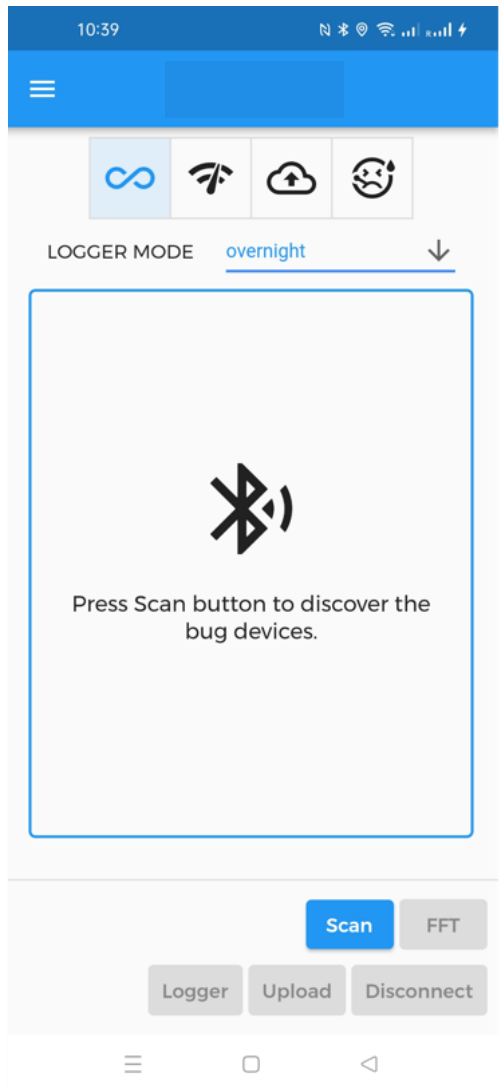 10:39
LOGGER MODE overnight
Press Scan button to discover the
bug devices.
Scan FFT
Logger Upload Disconnect